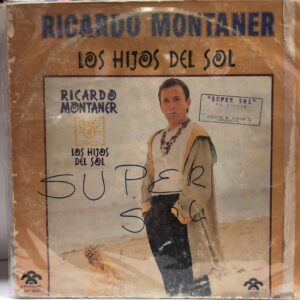 RICARDO MONTANER
LOS HIJOS DEL SOL
RICARDO
MONTANER
LOS HIJOS
DEL SOL
"SUPER SOL"
SUPER
SOL